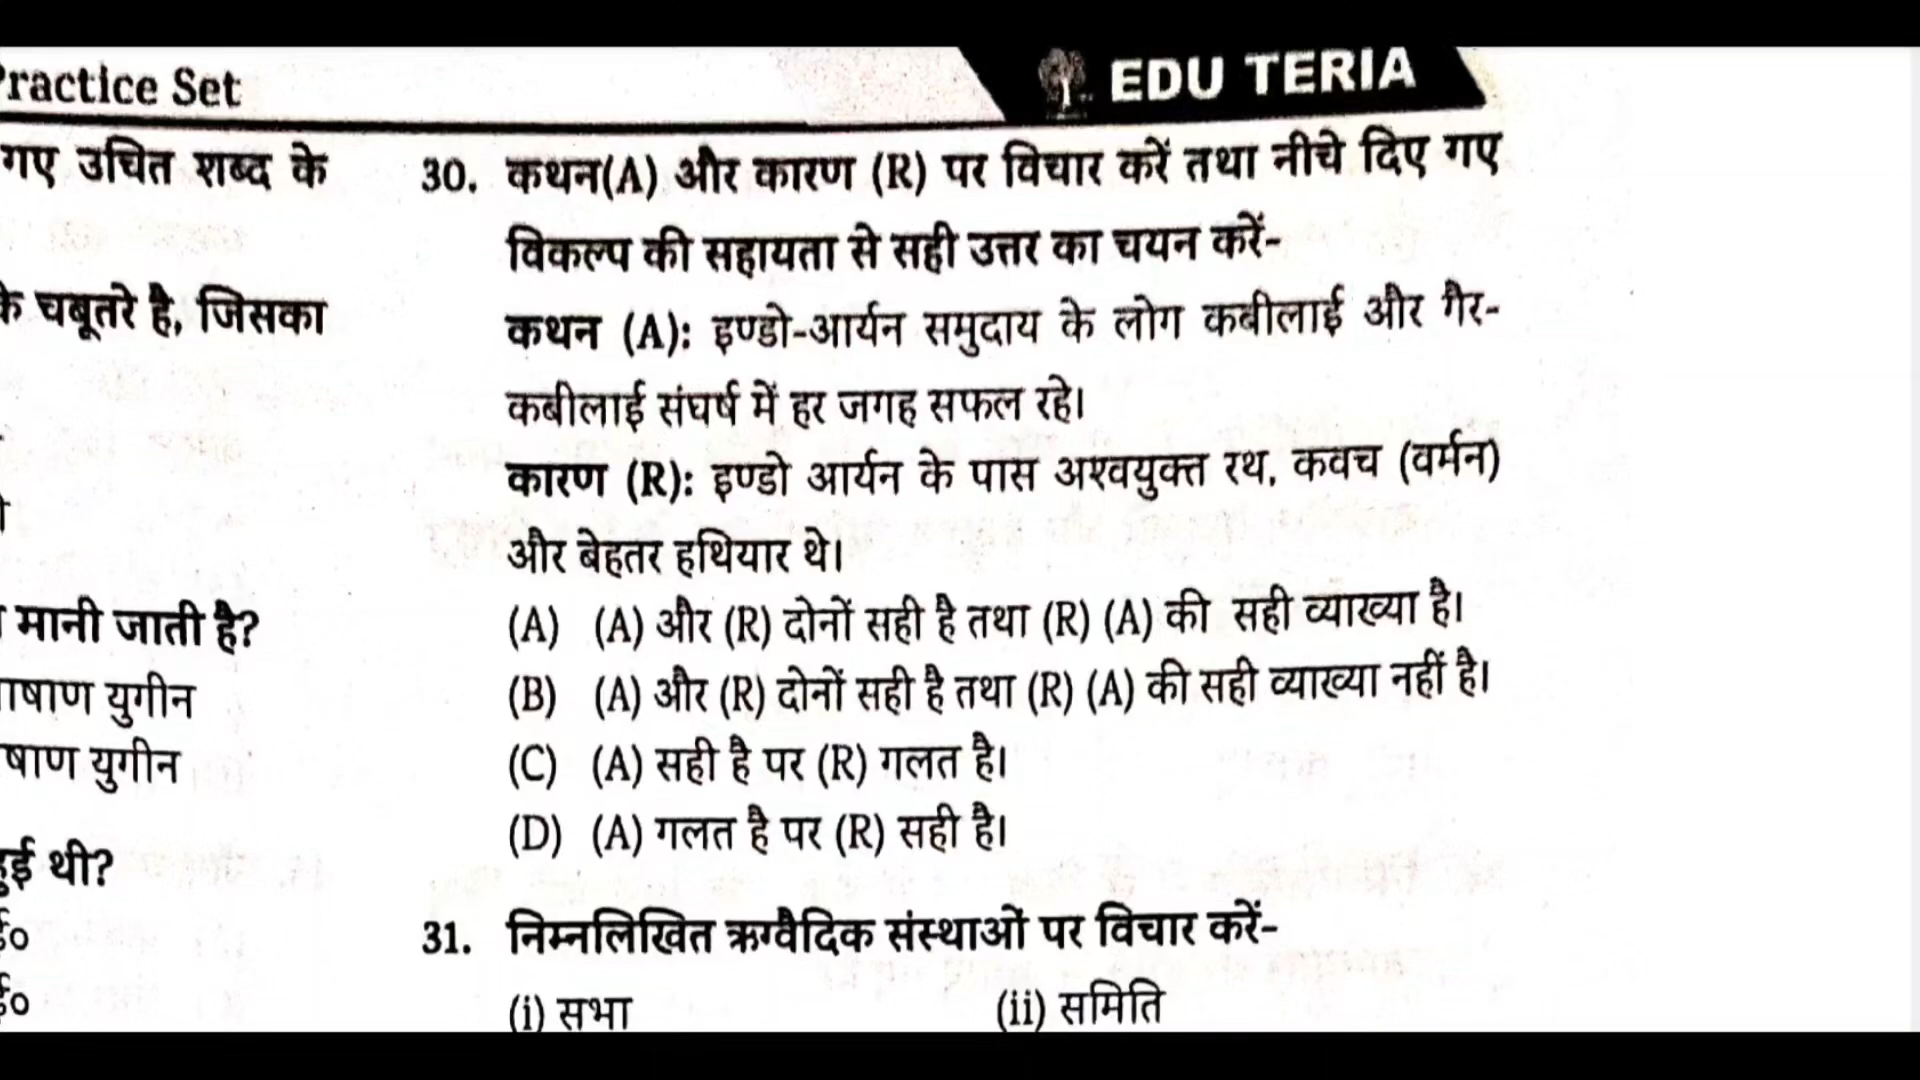 Practice Set
EDU TERIA
गए उचित शब्द के
के चबूतरे है, जिसका
मानी जाती है?
पाषाण युगीन
षाण युगीन
हुई थी?
ई०
ई०
30. कथन(A) और कारण (R) पर विचार करें तथा नीचे दिए गए
विकल्प की सहायता से सही उत्तर का चयन करें-
कथन (A): इण्डो-आर्यन समुदाय के लोग कबीलाई और गैर-
कबीलाई संघर्ष में हर जगह सफल रहे।
कारण (R): इण्डो आर्यन के पास अश्वयुक्त रथ, कवच (वर्मन)
और बेहतर हथियार थे।
(A) (A) और (R) दोनों सही है तथा (R) (A) की सही व्याख्या है।
(B) (A) और (R) दोनों सही है तथा (R) (A) की सही व्याख्या नहीं है।
(C) (A) सही है पर (R) गलत है।
(D) (A) गलत है पर (R) सही है।
31. निम्नलिखित ऋग्वैदिक संस्थाओं पर विचार करें-
(i) सभा (ii) समिति